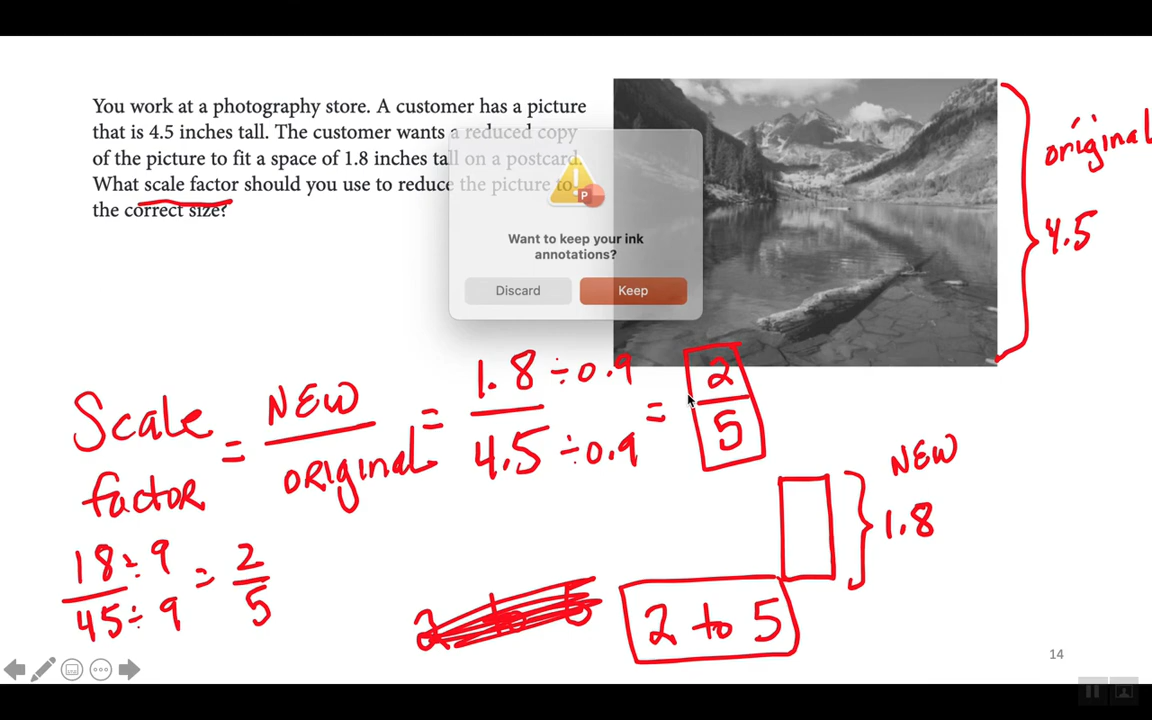 You work at a photography store. A customer has a picture
that is 4.5 inches tall. The customer wants a reduced copy
of the picture to fit a space of 1.8 inches tall on a postcard.
What scale factor should you use to reduce the picture to
the correct size?
original
4.5
Want to keep your ink
annotations?
Discard
Keep
Scale
factor
= NEW
original
= 1.8 ÷ 0.9
4.5 ÷ 0.9
= 2
5
NEW
1.8
18 ÷ 9
45 ÷ 9
= 2
5
2 to 5
2 to 5
14